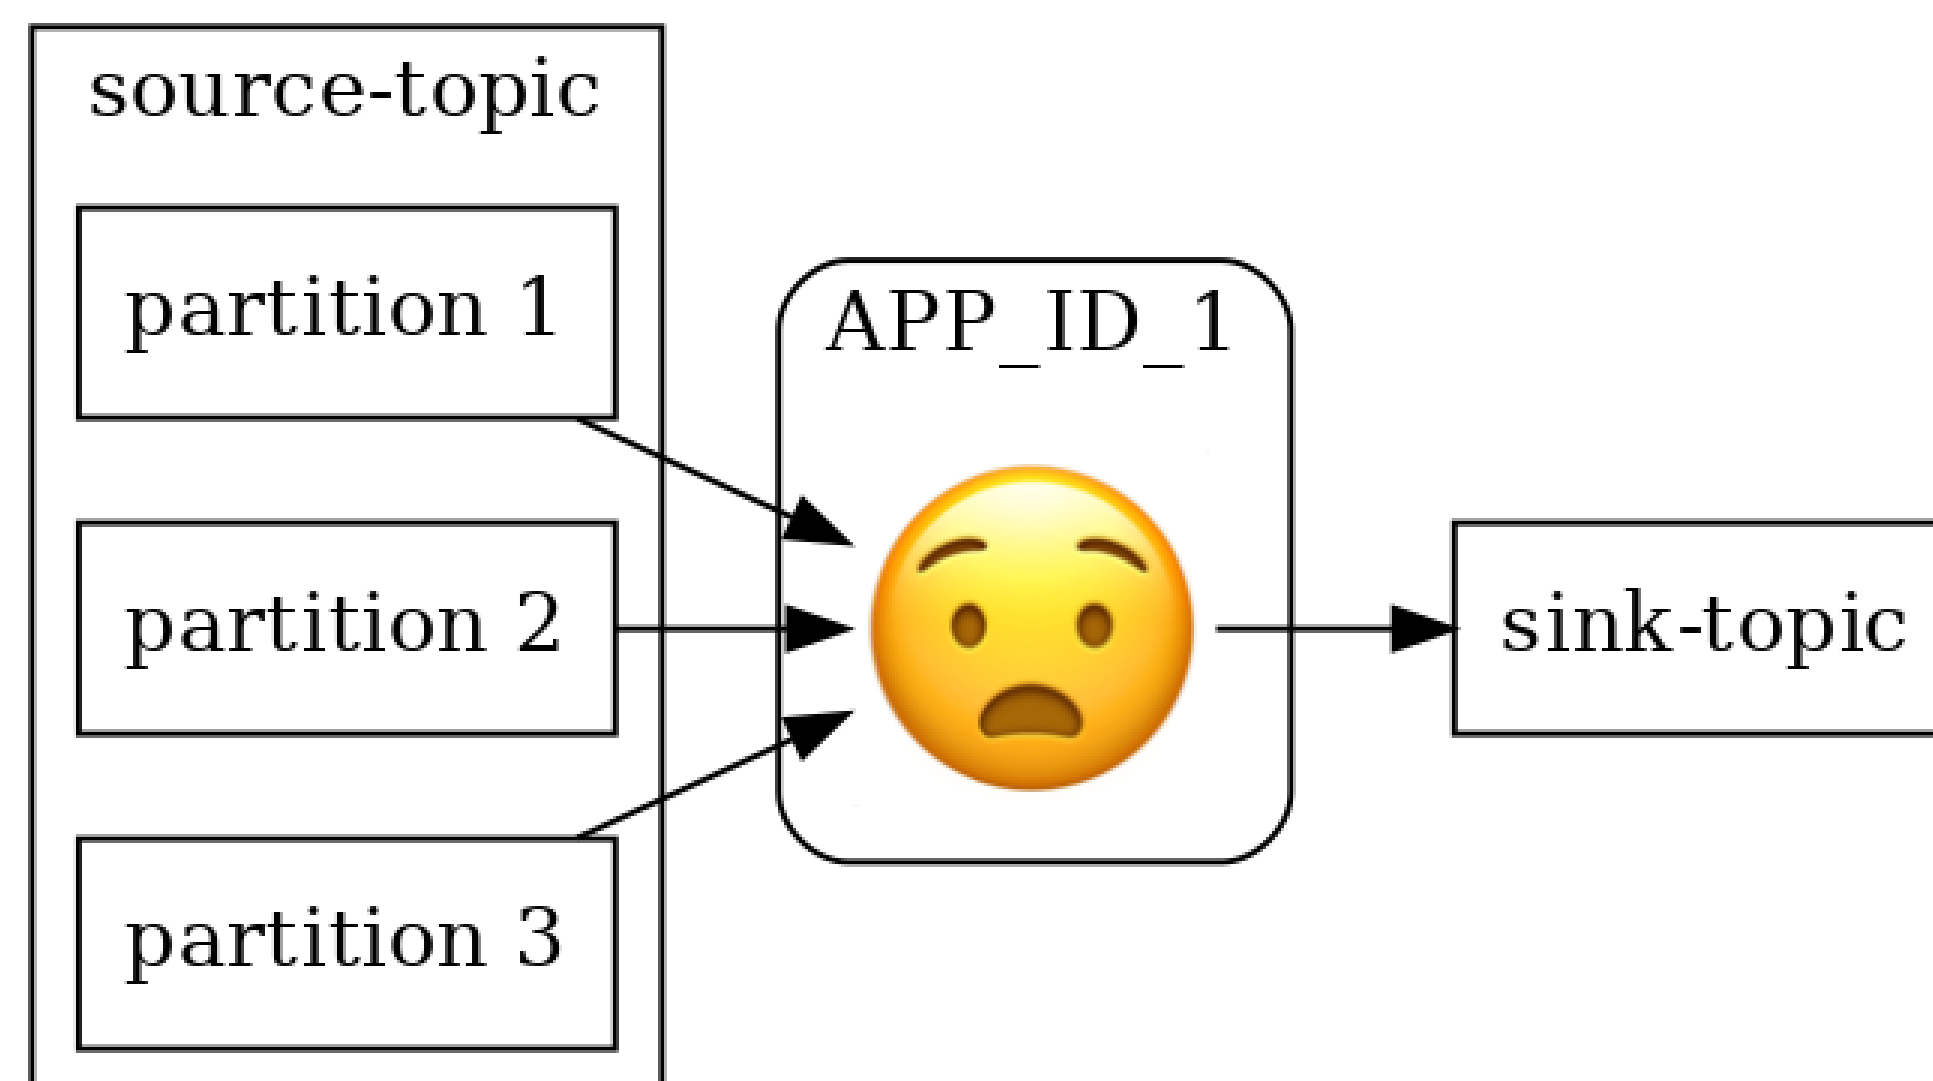 source-topic
partition 1
APP_ID_1
partition 2
sink-topic
partition 3